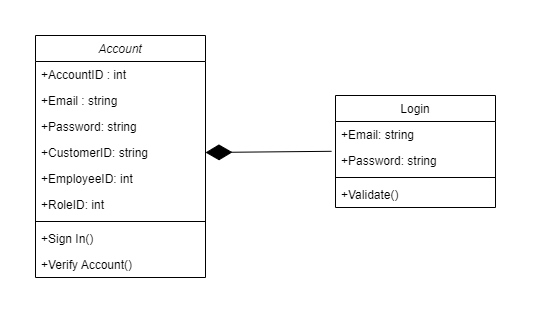 Account
+AccountID : int
+Email : string
+Password: string
+CustomerID: string
+EmployeeID: int
+RoleID: int
+Sign In()
+Verify Account()
Login
+Email: string
+Password: string
+Validate()